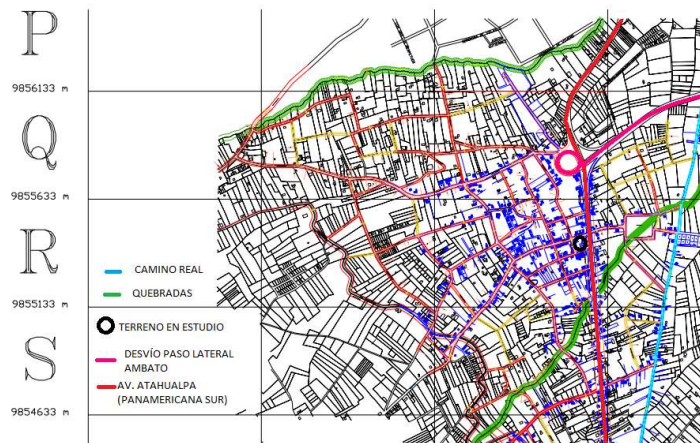 P
9856133 m
Q
9855633 m
R
CAMINO REAL
QUEBRADAS
9855133 m
TERRENO EN ESTUDIO
S
DESVÍO PASO LATERAL
AMBATO
AV. ATAHUALPA
(PANAMERICANA SUR)
9854633 m